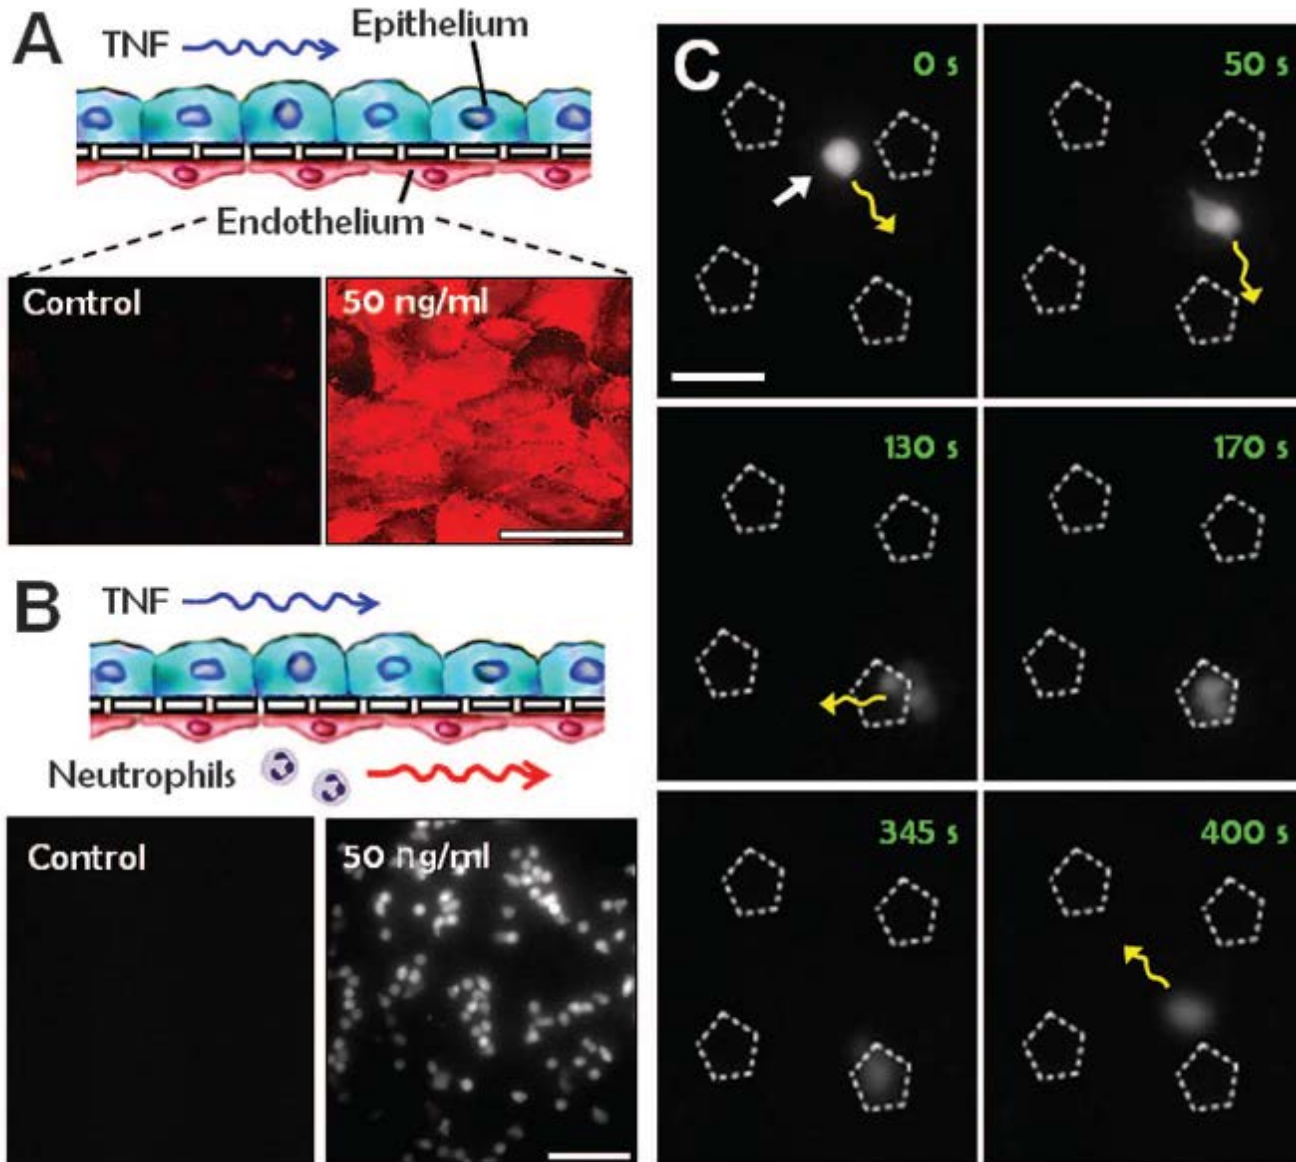 A
TNF
Epithelium
Endothelium
Control
50 ng/ml
B
TNF
Neutrophils
Control
50 ng/ml
C
0 s
50 s
130 s
170 s
345 s
400 s